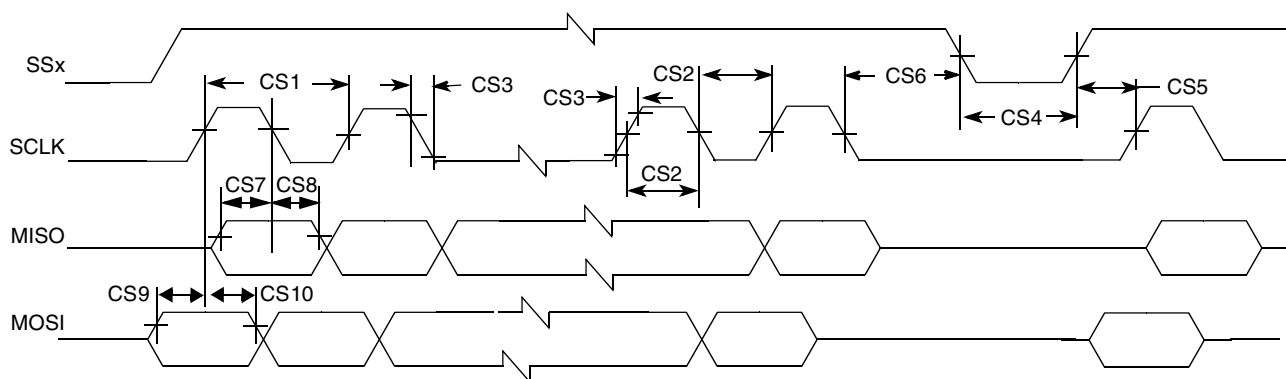 SSx
CS1
CS3
CS3
CS2
CS6
CS4
CS5
SCLK
CS2
CS7
CS8
MISO
CS9
CS10
MOSI